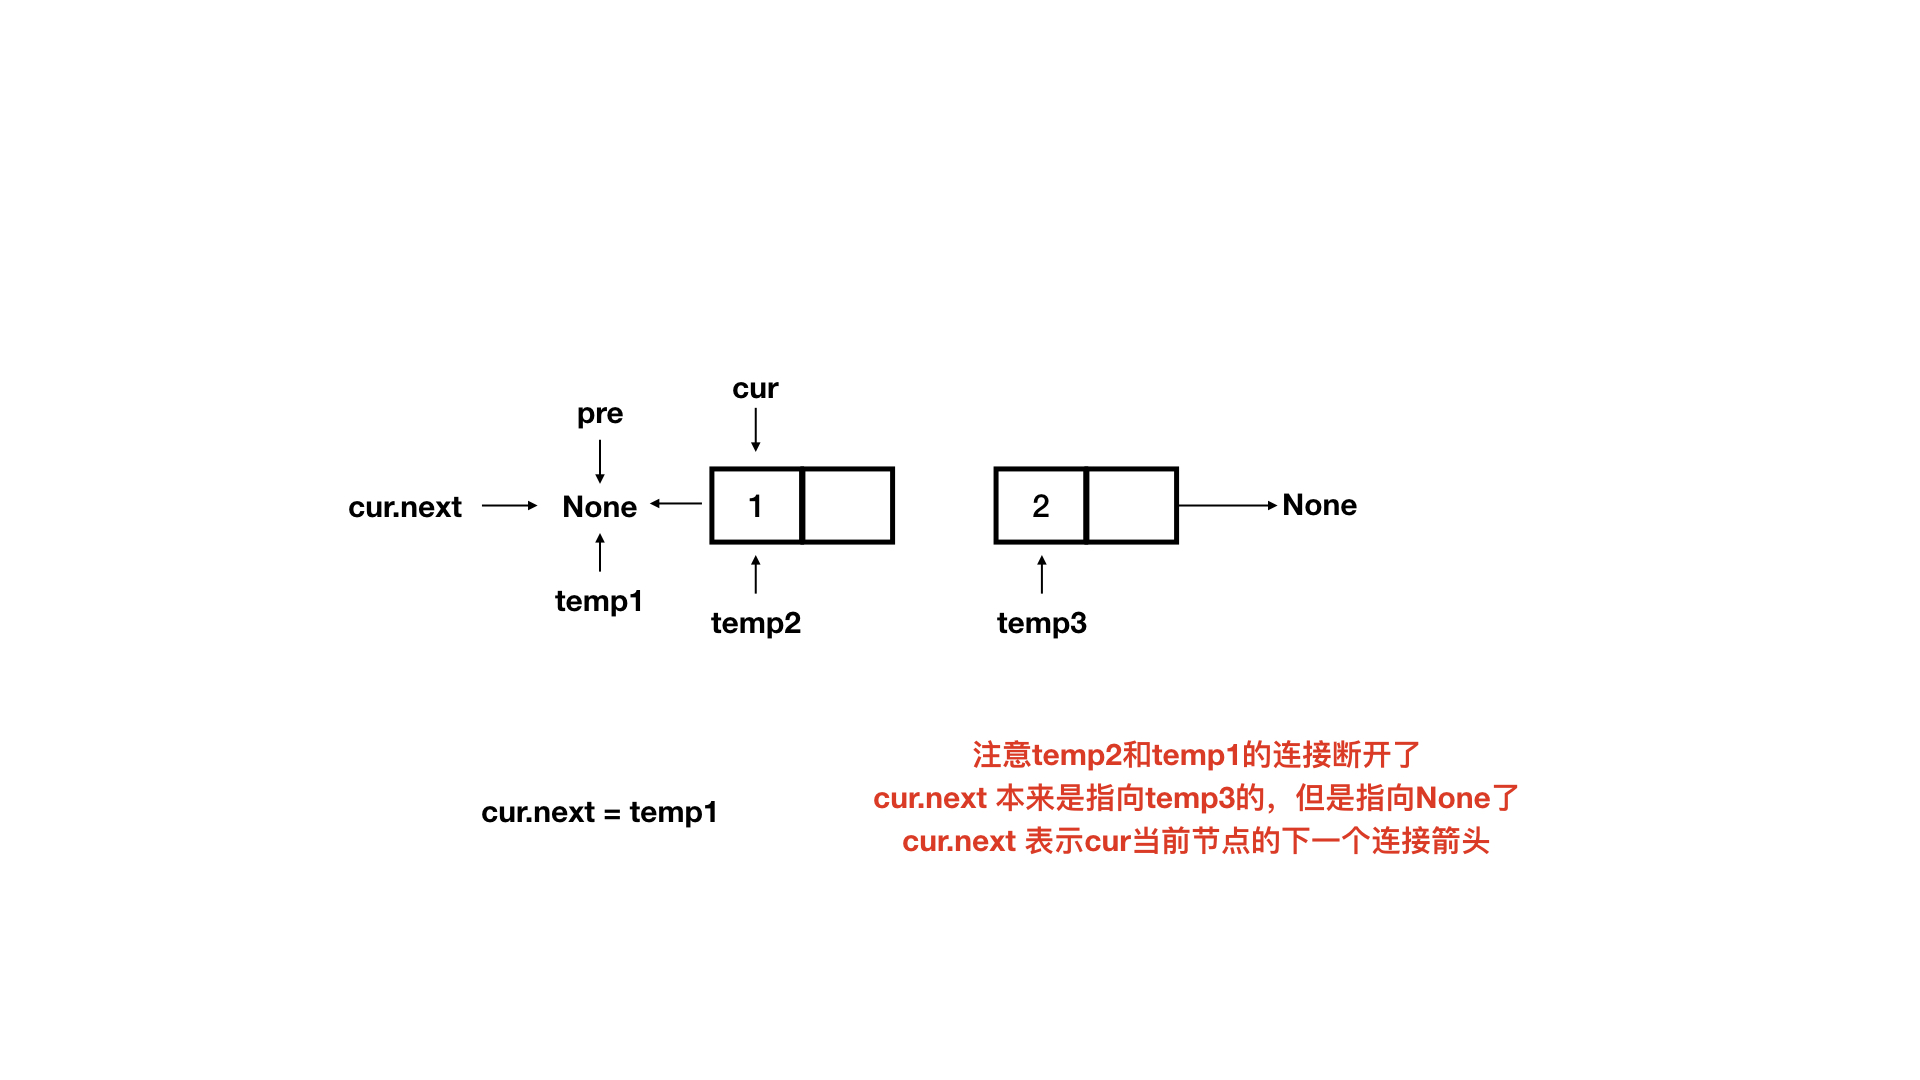 cur
pre
cur.next
None
1
2
None
temp1
temp2
temp3
cur.next = temp1
注意temp2和temp1的连接断开了
cur.next 本来是指向temp3的，但是指向None了
cur.next 表示cur当前节点的下一个连接箭头